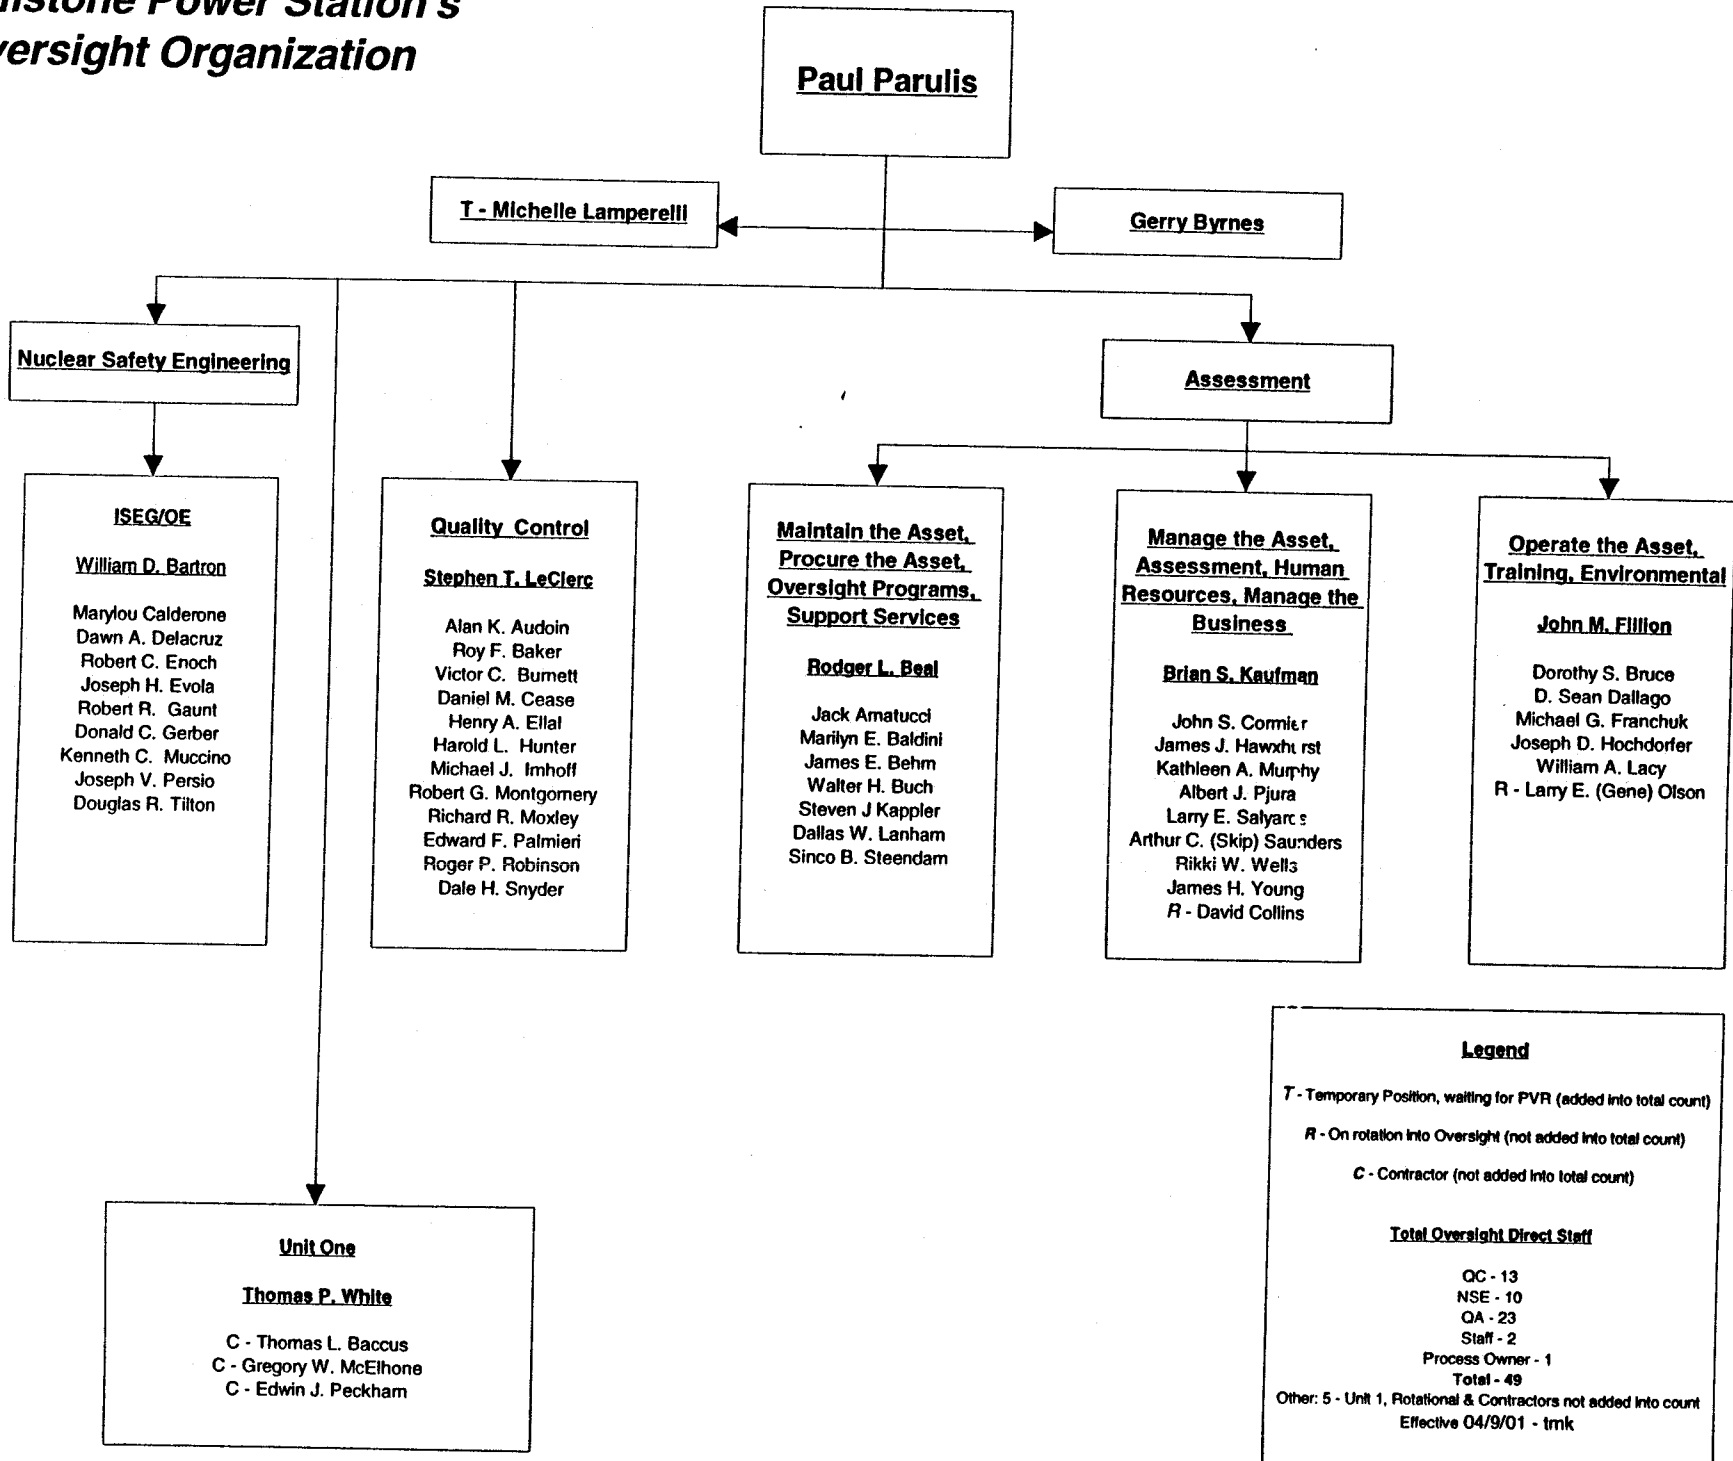 llstone Power Station's
versight Organization
Paul Parulis
T - Michelle Lamperelli
Gerry Byrnes
Nuclear Safety Engineering
Assessment
ISEG/OE
William D. Bartron
Marylou Calderone
Dawn A. Delacruz
Robert C. Enoch
Joseph H. Evola
Robert R. Gaunt
Donald C. Gerber
Kenneth C. Muccino
Joseph V. Persio
Douglas R. Tilton
Quality Control
Stephen T. LeClerc
Alan K. Audoin
Roy F. Baker
Victor C. Burnett
Daniel M. Cease
Henry A. Ellal
Harold L. Hunter
Michael J. Imhoff
Robert G. Montgomery
Richard R. Moxley
Edward F. Palmieri
Roger P. Robinson
Dale H. Snyder
Maintain the Asset,
Procure the Asset,
Oversight Programs,
Support Services
Rodger L. Beal
Jack Amatucci
Marilyn E. Baldini
James E. Behm
Walter H. Buch
Steven J Kappler
Dallas W. Lanham
Sinco B. Steendam
Manage the Asset,
Assessment, Human
Resources, Manage the
Business
Brian S. Kaufman
John S. Cormier
James J. Hawxhurst
Kathleen A. Murphy
Albert J. Pjura
Larry E. Salyards
Arthur C. (Skip) Saunders
Rikki W. Wells
James H. Young
R - David Collins
Operate the Asset,
Training, Environmental
John M. Fillion
Dorothy S. Bruce
D. Sean Dallago
Michael G. Franchuk
Joseph D. Hochdorfer
William A. Lacy
R - Larry E. (Gene) Olson
Unit One
Thomas P. White
C - Thomas L. Baccus
C - Gregory W. McElhone
C - Edwin J. Peckham
Legend
T - Temporary Position, waiting for PVR (added into total count)
R - On rotation into Oversight (not added into total count)
C - Contractor (not added into total count)
Total Oversight Direct Staff
QC - 13
NSE - 10
QA - 23
Staff - 2
Process Owner - 1
Total - 49
Other: 5 - Unit 1, Rotational & Contractors not added into count
Effective 04/9/01 - tmk